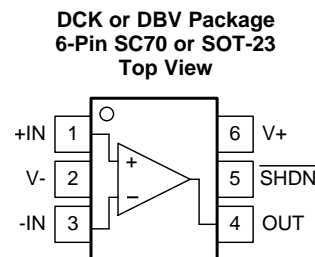 DCK or DBV Package
6-Pin SC70 or SOT-23
Top View
+IN 1 6 V+
+
V- 2 5 SHDN
−
-IN 3 4 OUT